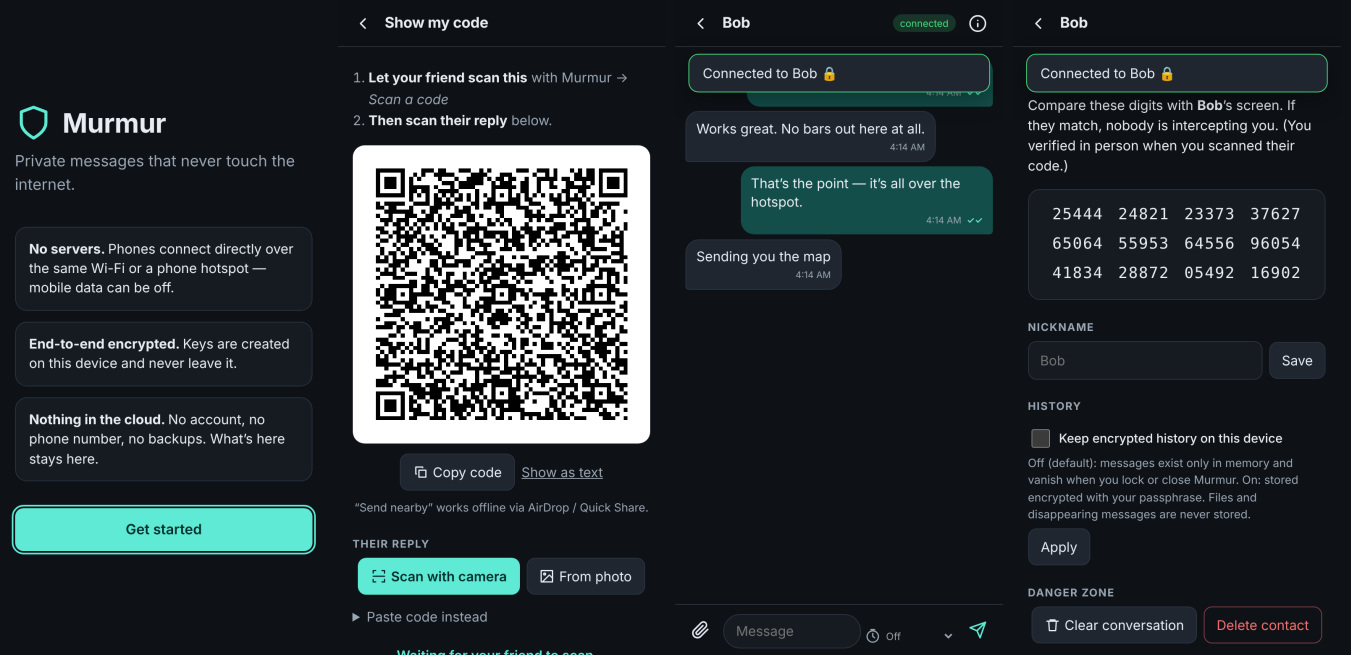 Murmur
Private messages that never touch the
internet.
No servers. Phones connect directly over
the same Wi-Fi or a phone hotspot —
mobile data can be off.
End-to-end encrypted. Keys are created
on this device and never leave it.
Nothing in the cloud. No account, no
phone number, no backups. What’s here
stays here.
Get started
Show my code
1. Let your friend scan this with Murmur →
Scan a code
2. Then scan their reply below.
Copy code
Show as text
“Send nearby” works offline via AirDrop / Quick Share.
THEIR REPLY
Scan with camera
From photo
Paste code instead
Waiting for your friend to scan
Bob
connected
Connected to Bob 🔒
4:14 AM
Works great. No bars out here at all.
4:14 AM
That’s the point — it’s all over the
hotspot.
4:14 AM
Sending you the map
4:14 AM
Message
Off
Bob
Connected to Bob 🔒
Compare these digits with Bob’s screen. If
they match, nobody is intercepting you. (You
verified in person when you scanned their
code.)
25444 24821 23373 37627
65064 55953 64556 96054
41834 28872 05492 16902
NICKNAME
Bob
Save
HISTORY
Keep encrypted history on this device
Off (default): messages exist only in memory and
vanish when you lock or close Murmur. On: stored
encrypted with your passphrase. Files and
disappearing messages are never stored.
Apply
DANGER ZONE
Clear conversation
Delete contact